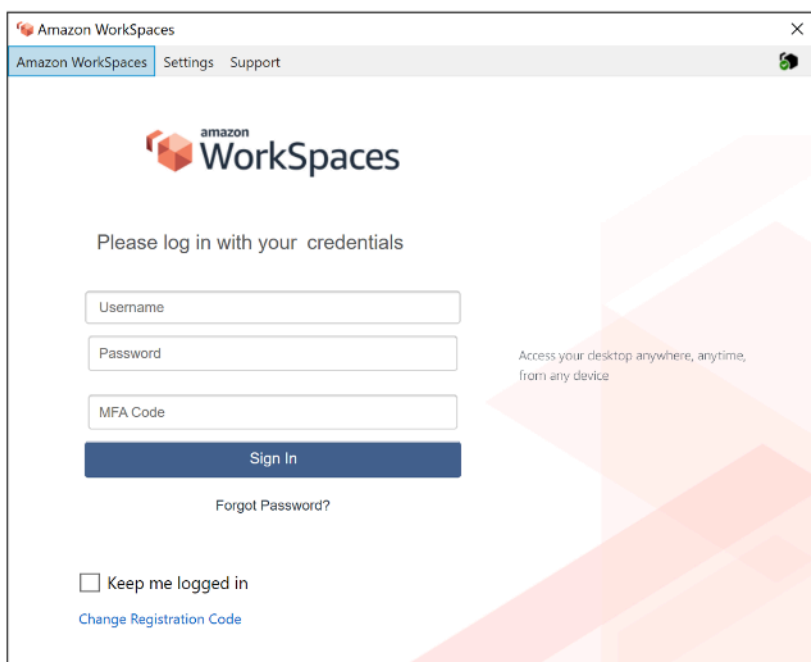 Amazon WorkSpaces
Amazon WorkSpaces Settings Support
amazon
WorkSpaces
Please log in with your credentials
Username
Password
Access your desktop anywhere, anytime,
from any device
MFA Code
Sign In
Forgot Password?
Keep me logged in
Change Registration Code